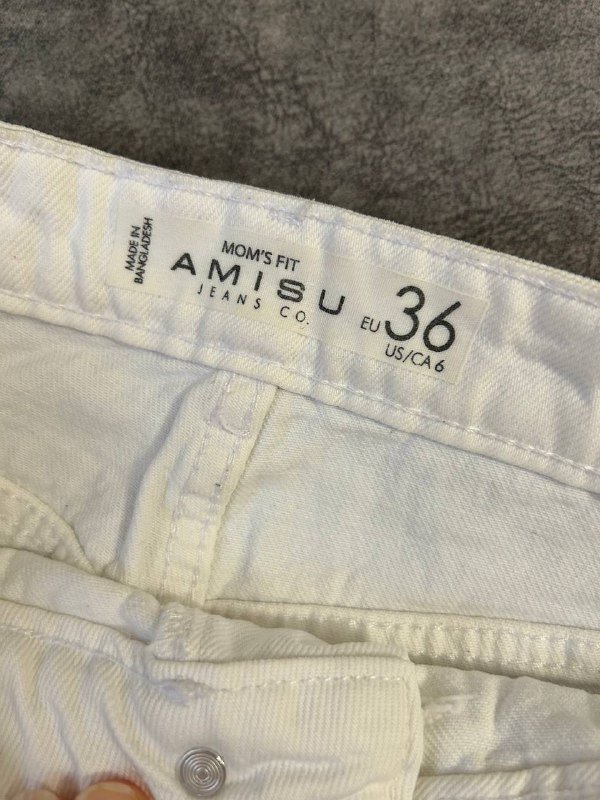 MADE IN
BANGLADESH
MOM'S FIT
AMISU
JEANS CO.
EU 36
US/CA 6